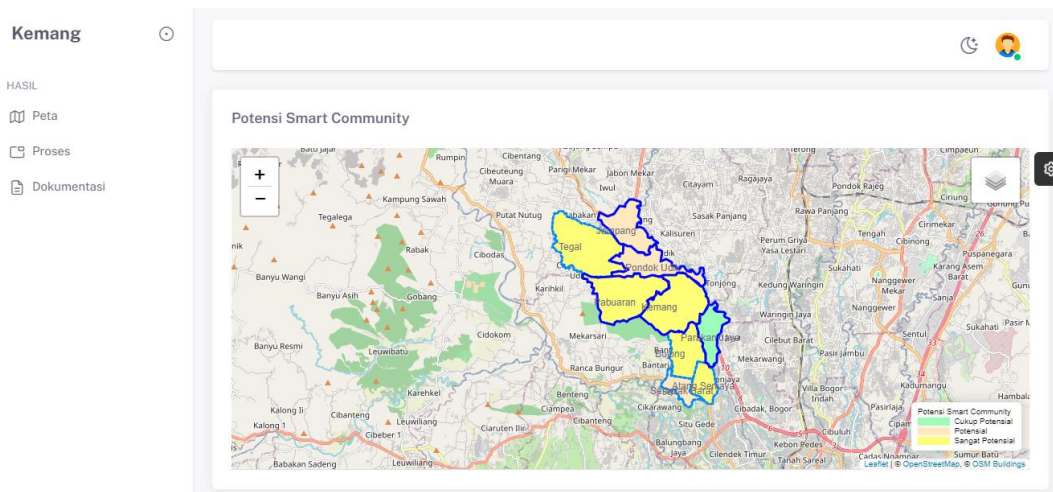 Kemang
HASIL
Peta
Proses
Dokumentasi
Potensi Smart Community
+
−
Rumpin
Cibentang
Cibeuteung
Muara
Parigi Mekar
Jabon Mekar
Iwul
Citayam
Ragajaya
Pondok Rajeg
Ciriung
Kampung Sawah
Tegalega
Putat Nutug
Sasak Panjang
Rawa Panjang
Cirimekar
Jampang
Kalisuren
Tengah
Cibinong
Perum Griya
Yasa Lestari
Puspanegara
Rabak
Cibodas
Tegal
Pondok Udik
Sukahati
Karang Asem
Barat
Banyu Wangi
Tonjong
Kedung Waringin
Nanggewer
Mekar
Banyu Asih
Gobang
Karihkil
Pabuaran
Kemang
Nanggewer
Waringin Jaya
Cidokom
Mekarsari
Parakan Jaya
Cilebut Barat
Sentul
Sukahati
Banyu Resmi
Leuwibatu
Bojong
Mekarwangi
Pasir Jambu
Ranca Bungur
Bantar
Atang Senjaya
Karehkel
Benteng
Villa Bogor
Indah
Kadumangu
Kalong Ii
Cibanteng
Ciampea
Cikarawang
Cibadak, Bogor
Pasirlaja
Kalong 1
Leuwiliang
Ciaruten Ilir
Cibanteng
Situ Gede
Cibeber 1
Balungbang
Jaya
Cilendek Timur
Kebon Pedes
Cibuluh
Babakan Sadeng
Leuwiliang
Tanah Sareal
Potensi Smart Community
Cukup Potensial
Potensial
Sangat Potensial
Leaflet | © OpenStreetMap, © OSM Buildings